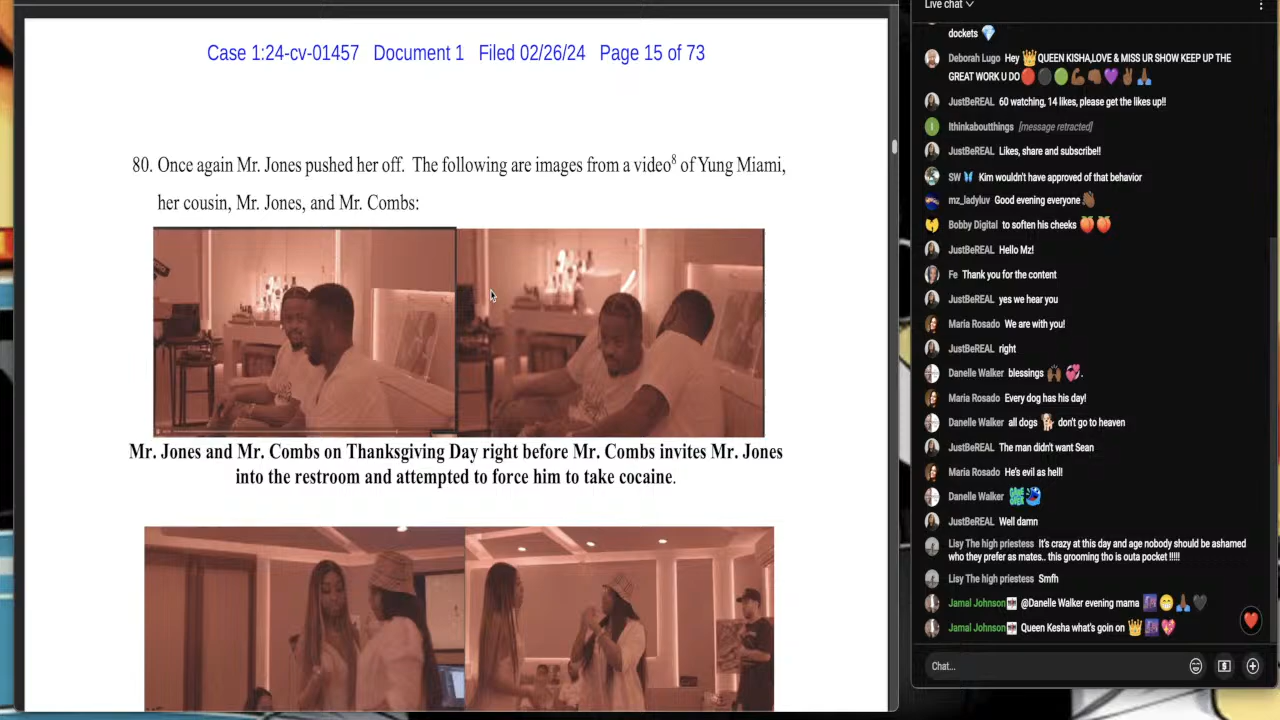 Case 1:24-cv-01457 Document 1 Filed 02/26/24 Page 15 of 73
80. Once again Mr. Jones pushed her off. The following are images from a video8 of Yung Miami,
her cousin, Mr. Jones, and Mr. Combs:
Mr. Jones and Mr. Combs on Thanksgiving Day right before Mr. Combs invites Mr. Jones
into the restroom and attempted to force him to take cocaine.
Live chat
dockets 💎
Deborah Lugo Hey 👑QUEEN KISHA,LOVE & MISS UR SHOW KEEP UP THE
GREAT WORK U DO🔴⚫🟢💪🏾👊🏾💜✌🏾🙏🏾
JustBeREAL 60 watching, 14 likes, please get the likes up!!
Ithinkaboutthings [message retracted]
JustBeREAL Likes, share and subscribe!!
SW 🦋 Kim wouldn't have approved of that behavior
mz_ladyluv Good evening everyone👋🏾
Bobby Digital to soften his cheeks 🍑🍑
JustBeREAL Hello Mz!
Fe Thank you for the content
JustBeREAL yes we hear you
Maria Rosado We are with you!
JustBeREAL right
Danelle Walker blessings 🙌🏾 💞.
Maria Rosado Every dog has his day!
Danelle Walker all dogs 🐕 don't go to heaven
JustBeREAL The man didn't want Sean
Maria Rosado He's evil as hell!
Danelle Walker
JustBeREAL Well damn
Lisy The high priestess It's crazy at this day and age nobody should be ashamed
who they prefer as mates.. this grooming tho is outa pocket !!!!!
Lisy The high priestess Smfh
Jamal Johnson @Danelle Walker evening mama 🌆😁🙏🏾🖤
Jamal Johnson Queen Kesha what's goin on 👑🌆💖
Chat...